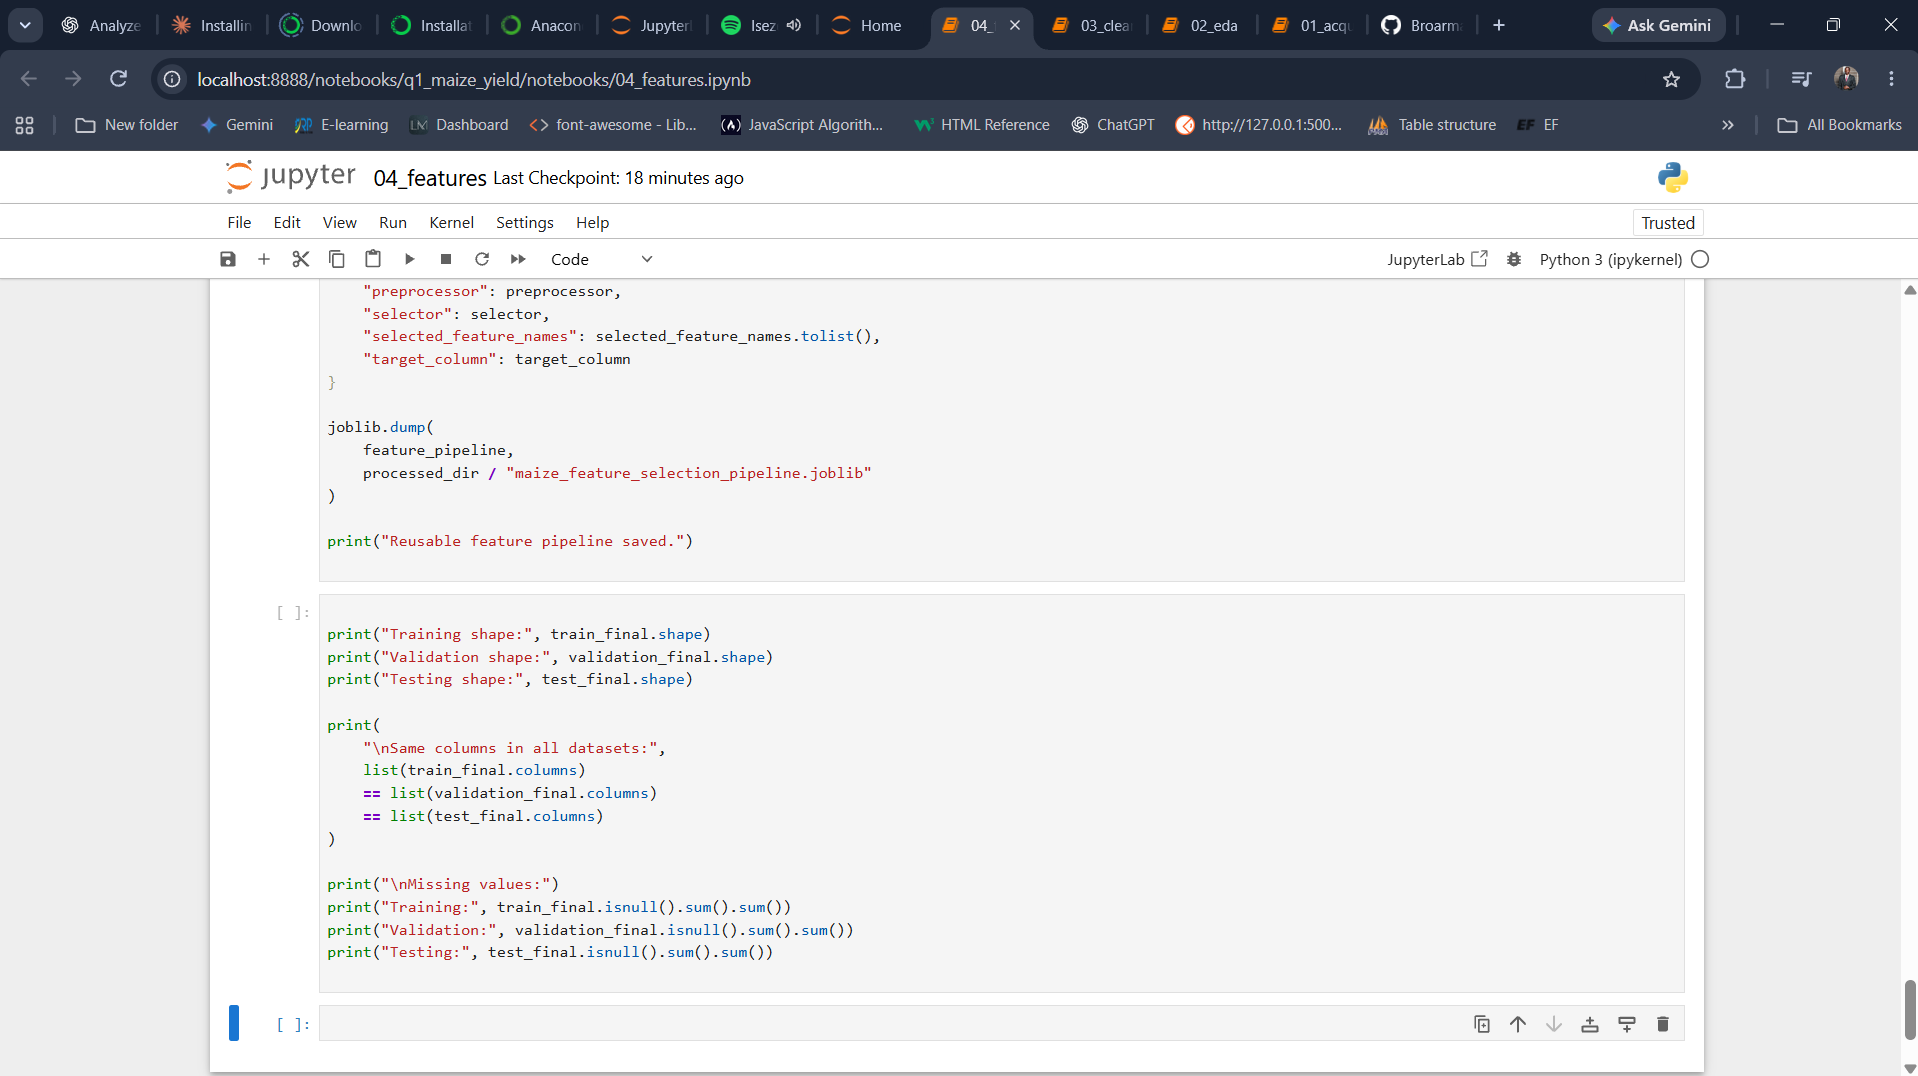 Analyze
Installin
Downlo
Installat
Anacon
Jupyter
Isez
Home
04_
03_clea
02_eda
01_acqu
Broarm
Ask Gemini
localhost:8888/notebooks/q1_maize_yield/notebooks/04_features.ipynb
New folder
Gemini
E-learning
LM Dashboard
<> font-awesome - Lib...
(A) JavaScript Algorith...
HTML Reference
ChatGPT
http://127.0.0.1:500...
Table structure
EF EF
»
All Bookmarks
jupyter 04_features Last Checkpoint: 18 minutes ago
File Edit View Run Kernel Settings Help
Trusted
Code
JupyterLab
Python 3 (ipykernel)
"preprocessor": preprocessor,
"selector": selector,
"selected_feature_names": selected_feature_names.tolist(),
"target_column": target_column
}
joblib.dump(
feature_pipeline,
processed_dir / "maize_feature_selection_pipeline.joblib"
)
print("Reusable feature pipeline saved.")
[ ]:
print("Training shape:", train_final.shape)
print("Validation shape:", validation_final.shape)
print("Testing shape:", test_final.shape)
print(
"\nSame columns in all datasets:",
list(train_final.columns)
== list(validation_final.columns)
== list(test_final.columns)
)
print("\nMissing values:")
print("Training:", train_final.isnull().sum().sum())
print("Validation:", validation_final.isnull().sum().sum())
print("Testing:", test_final.isnull().sum().sum())
[ ]: